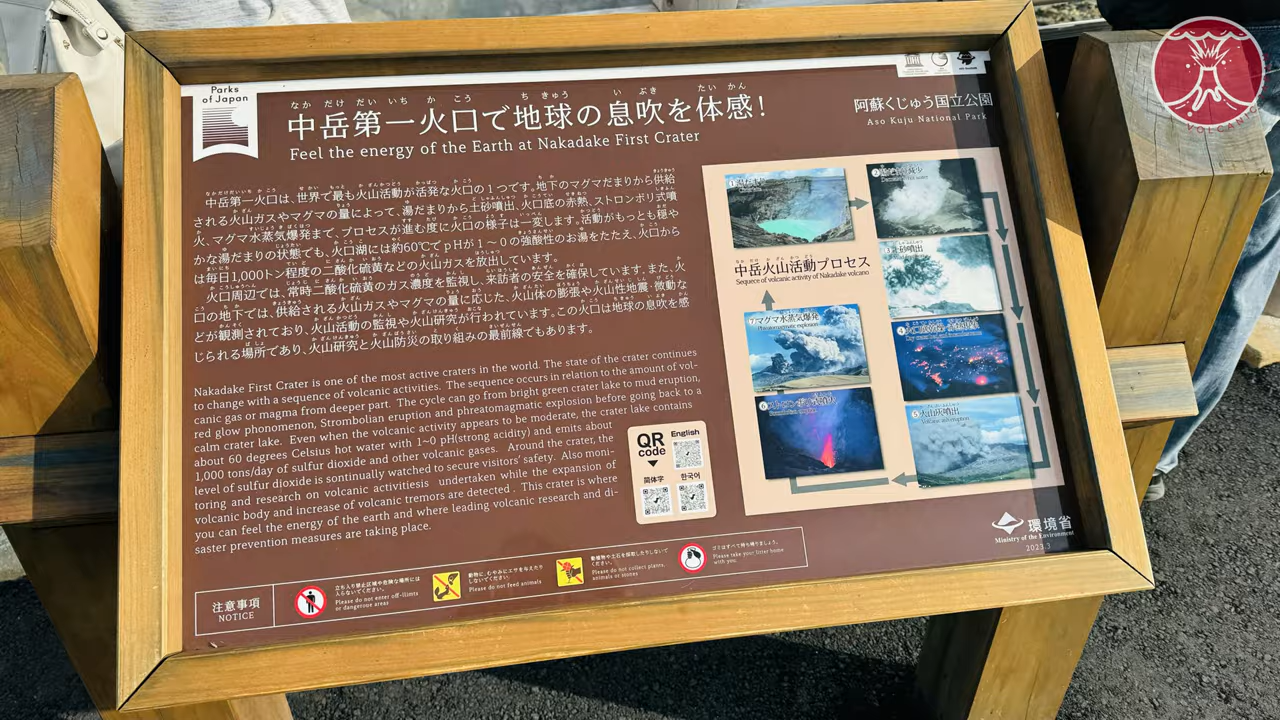 Parks
of Japan
中岳第一火口で地球の息吹を体感!
Feel the energy of the Earth at Nakadake First Crater
阿蘇くじゅう国立公園
Aso Kuju National Park
VOLCANIC
中岳第一火口は、世界で最も火山活動が活発な火口の1つです。地下のマグマだまりから供給
される火山ガスやマグマの量によって、湯だまりから土砂噴出、火口底の赤熱、ストロンボリ式噴
火、マグマ水蒸気爆発まで、プロセスが進む度に火口の様子は一変します。活動がもっとも穏や
かな湯だまりの状態でも、火口湖には約60℃でpHが1～0の強酸性のお湯をたたえ、火口から
は毎日1,000トン程度の二酸化硫黄などの火山ガスを放出しています。
火口周辺では、常時二酸化硫黄のガス濃度を監視し、来訪者の安全を確保しています。また、火
口の地下では、供給される火山ガスやマグマの量に応じた、火山体の膨張や火山性地震・微動な
どが観測されており、火山活動の監視や火山研究が行われています。この火口は地球の息吹を感
じられる場所であり、火山研究と火山防災の取り組みの最前線でもあります。
Nakadake First Crater is one of the most active craters in the world. The state of the crater continues
to change with a sequence of volcanic activities. The sequence occurs in relation to the amount of vol-
canic gas or magma from deeper part. The cycle can go from bright green crater lake to mud eruption,
red glow phenomenon, Strombolian eruption and phreatomagmatic explosion before going back to a
calm crater lake. Even when the volcanic activity appears to be moderate, the crater lake contains
about 60 degrees Celsius hot water with 1~0 pH(strong acidity) and emits about
1,000 tons/day of sulfur dioxide and other volcanic gases. Around the crater, the
level of sulfur dioxide is sontinually watched to secure visitors' safety. Also moni-
toring and research on volcanic activitiesis undertaken while the expansion of
volcanic body and increase of volcanic tremors are detected . This crater is where
you can feel the energy of the earth and where leading volcanic research and di-
saster prevention measures are taking place.
QR
code
English
简体字
한국어
中岳火山活動プロセス
Sequece of volcanic activity of Nakadake volcano
③土砂噴出
⑤火山灰噴出
Volcanic ash eruption
⑦マグマ水蒸気爆発
Phreatomagmatic explosion
環境省
Ministry of the Environment
2023.3
注意事項
NOTICE
立ち入り禁止区域や危険な場所には
入らないでください。
Please do not enter off-limits
or dangerous areas
動物に、むやみにエサを与えたり
しないでください。
Please do not feed animals
動植物や土石を採取したりしないで
ください。
Please do not collect plants,
animals or stones
ゴミはすべて持ち帰りましょう。
Please take your litter home
with you.